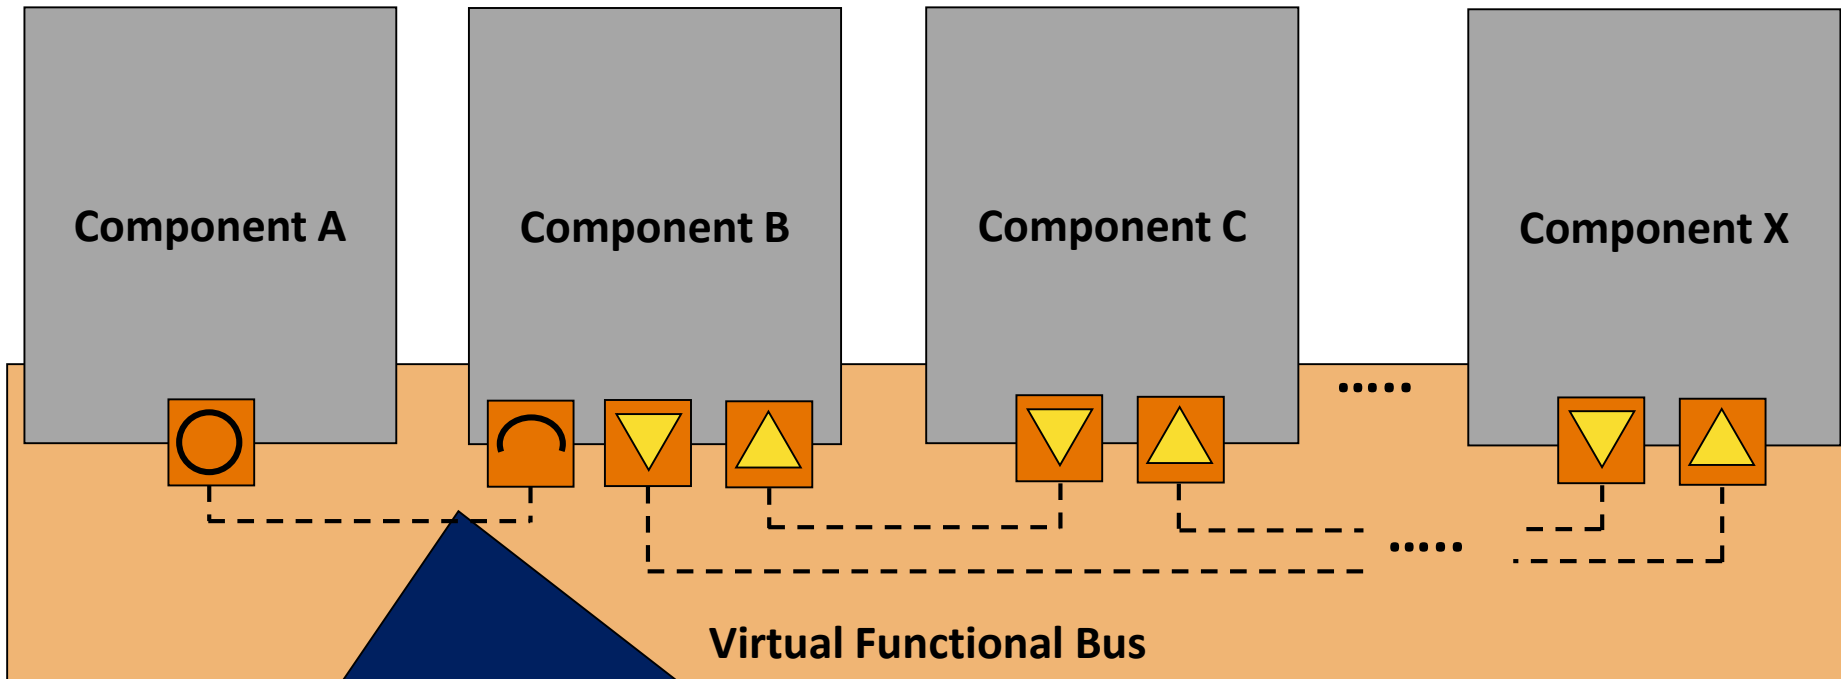 Component A
Component B
Component C
Component X
.....
.....
Virtual Functional Bus